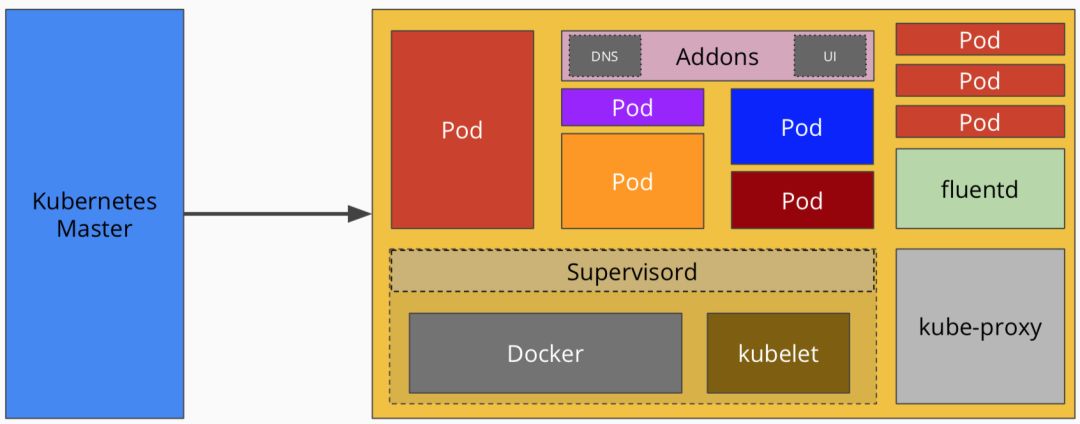 Kubernetes
Master
Pod
DNS
Addons
UI
Pod
Pod
Pod
Pod
Pod
Pod
Pod
fluentd
Supervisord
Docker
kubelet
kube-proxy